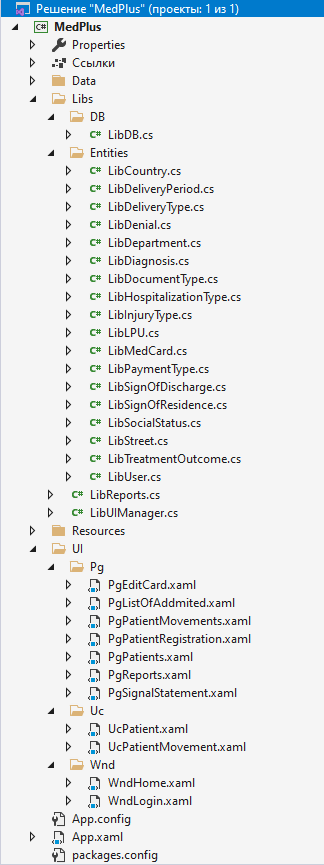 Решение "MedPlus" (проекты: 1 из 1)
C# MedPlus
Properties
Ссылки
Data
Libs
DB
C# LibDB.cs
Entities
C# LibCountry.cs
C# LibDeliveryPeriod.cs
C# LibDeliveryType.cs
C# LibDenial.cs
C# LibDepartment.cs
C# LibDiagnosis.cs
C# LibDocumentType.cs
C# LibHospitalizationType.cs
C# LibInjuryType.cs
C# LibLPU.cs
C# LibMedCard.cs
C# LibPaymentType.cs
C# LibSignOfDischarge.cs
C# LibSignOfResidence.cs
C# LibSocialStatus.cs
C# LibStreet.cs
C# LibTreatmentOutcome.cs
C# LibUser.cs
C# LibReports.cs
C# LibUIManager.cs
Resources
UI
Pg
PgEditCard.xaml
PgListOfAddmited.xaml
PgPatientMovements.xaml
PgPatientRegistration.xaml
PgPatients.xaml
PgReports.xaml
PgSignalStatement.xaml
Uc
UcPatient.xaml
UcPatientMovement.xaml
Wnd
WndHome.xaml
WndLogin.xaml
App.config
App.xaml
packages.config